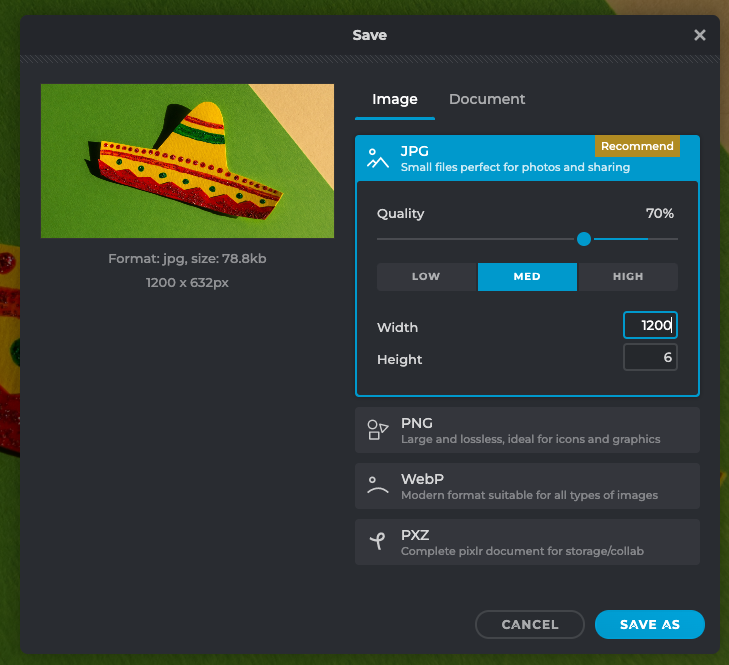 Save
Image Document
JPG Recommend
Small files perfect for photos and sharing
Quality 70%
LOW MED HIGH
Width 1200
Height 6
Format: jpg, size: 78.8kb
1200 x 632px
PNG
Large and lossless, ideal for icons and graphics
WebP
Modern format suitable for all types of images
PXZ
Complete pixlr document for storage/collab
CANCEL SAVE AS